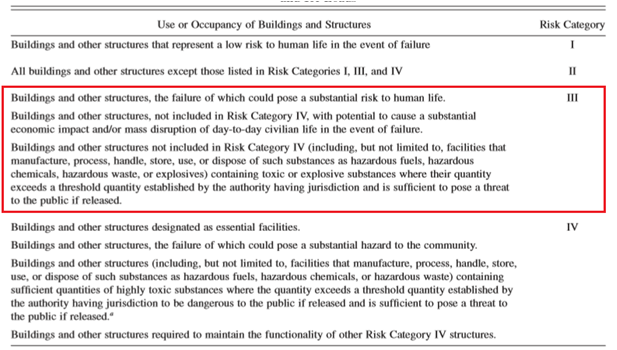 Use or Occupancy of Buildings and Structures Risk Category
Buildings and other structures that represent a low risk to human life in the event of failure I
All buildings and other structures except those listed in Risk Categories I, III, and IV II
Buildings and other structures, the failure of which could pose a substantial risk to human life. III
Buildings and other structures, not included in Risk Category IV, with potential to cause a substantial
economic impact and/or mass disruption of day-to-day civilian life in the event of failure.
Buildings and other structures not included in Risk Category IV (including, but not limited to, facilities that
manufacture, process, handle, store, use, or dispose of such substances as hazardous fuels, hazardous
chemicals, hazardous waste, or explosives) containing toxic or explosive substances where their quantity
exceeds a threshold quantity established by the authority having jurisdiction and is sufficient to pose a threat
to the public if released.
Buildings and other structures designated as essential facilities. IV
Buildings and other structures, the failure of which could pose a substantial hazard to the community.
Buildings and other structures (including, but not limited to, facilities that manufacture, process, handle, store,
use, or dispose of such substances as hazardous fuels, hazardous chemicals, or hazardous waste) containing
sufficient quantities of highly toxic substances where the quantity exceeds a threshold quantity established by
the authority having jurisdiction to be dangerous to the public if released and is sufficient to pose a threat to
the public if released.ᵃ
Buildings and other structures required to maintain the functionality of other Risk Category IV structures.